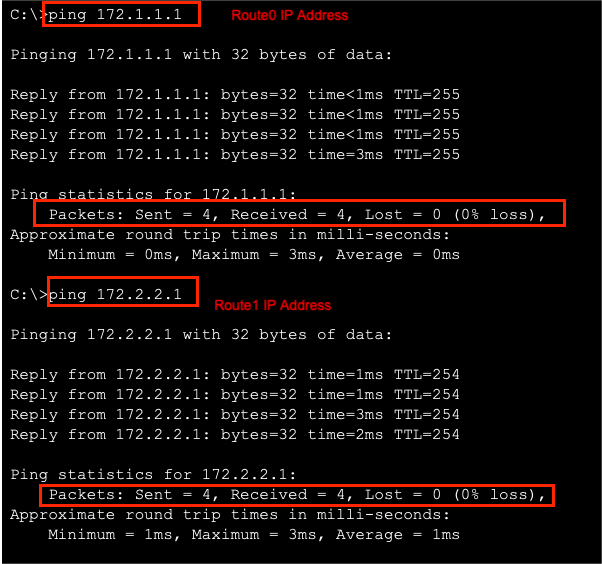 C:\>ping 172.1.1.1 Route0 IP Address
Pinging 172.1.1.1 with 32 bytes of data:
Reply from 172.1.1.1: bytes=32 time<1ms TTL=255
Reply from 172.1.1.1: bytes=32 time<1ms TTL=255
Reply from 172.1.1.1: bytes=32 time<1ms TTL=255
Reply from 172.1.1.1: bytes=32 time=3ms TTL=255
Ping statistics for 172.1.1.1:
Packets: Sent = 4, Received = 4, Lost = 0 (0% loss),
Approximate round trip times in milli-seconds:
Minimum = 0ms, Maximum = 3ms, Average = 0ms
C:\>ping 172.2.2.1
Route1 IP Address
Pinging 172.2.2.1 with 32 bytes of data:
Reply from 172.2.2.1: bytes=32 time=1ms TTL=254
Reply from 172.2.2.1: bytes=32 time=1ms TTL=254
Reply from 172.2.2.1: bytes=32 time=3ms TTL=254
Reply from 172.2.2.1: bytes=32 time=2ms TTL=254
Ping statistics for 172.2.2.1:
Packets: Sent = 4, Received = 4, Lost = 0 (0% loss),
Approximate round trip times in milli-seconds:
Minimum = 1ms, Maximum = 3ms, Average = 1ms